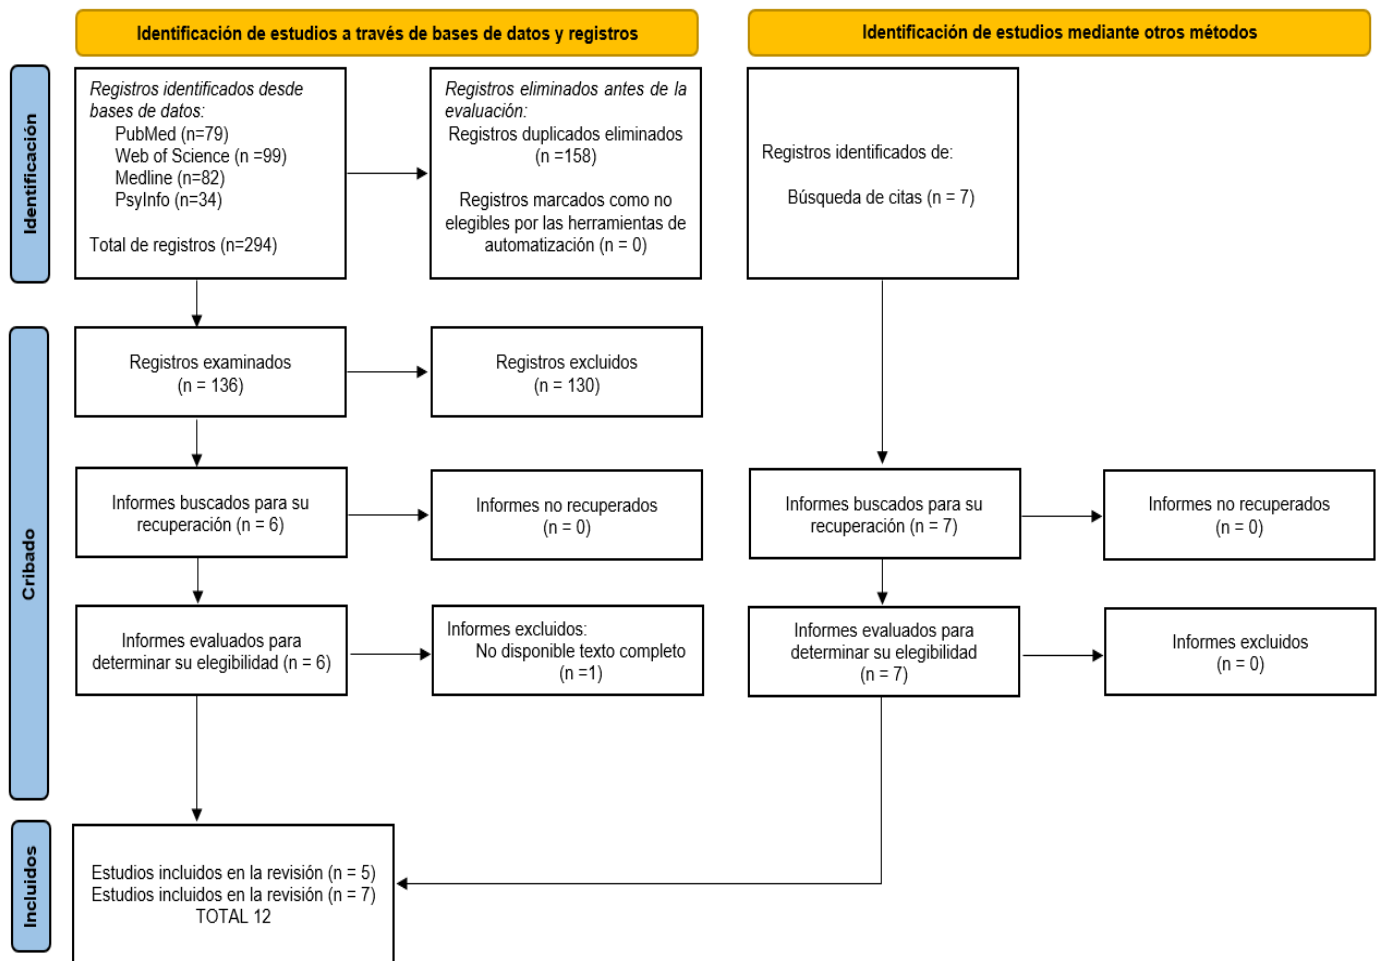 Identificación de estudios a través de bases de datos y registros
Identificación de estudios mediante otros métodos
Identificación
Registros identificados desde
bases de datos:
PubMed (n=79)
Web of Science (n =99)
Medline (n=82)
PsyInfo (n=34)
Total de registros (n=294)
Registros eliminados antes de la
evaluación:
Registros duplicados eliminados
(n =158)
Registros marcados como no
elegibles por las herramientas de
automatización (n = 0)
Registros identificados de:
Búsqueda de citas (n = 7)
Cribado
Registros examinados
(n = 136)
Registros excluidos
(n = 130)
Informes buscados para su
recuperación (n = 6)
Informes no recuperados
(n = 0)
Informes buscados para su
recuperación (n = 7)
Informes no recuperados
(n = 0)
Informes evaluados para
determinar su elegibilidad (n = 6)
Informes excluidos:
No disponible texto completo
(n =1)
Informes evaluados para
determinar su elegibilidad
(n = 7)
Informes excluidos
(n = 0)
Incluidos
Estudios incluidos en la revisión (n = 5)
Estudios incluidos en la revisión (n = 7)
TOTAL 12